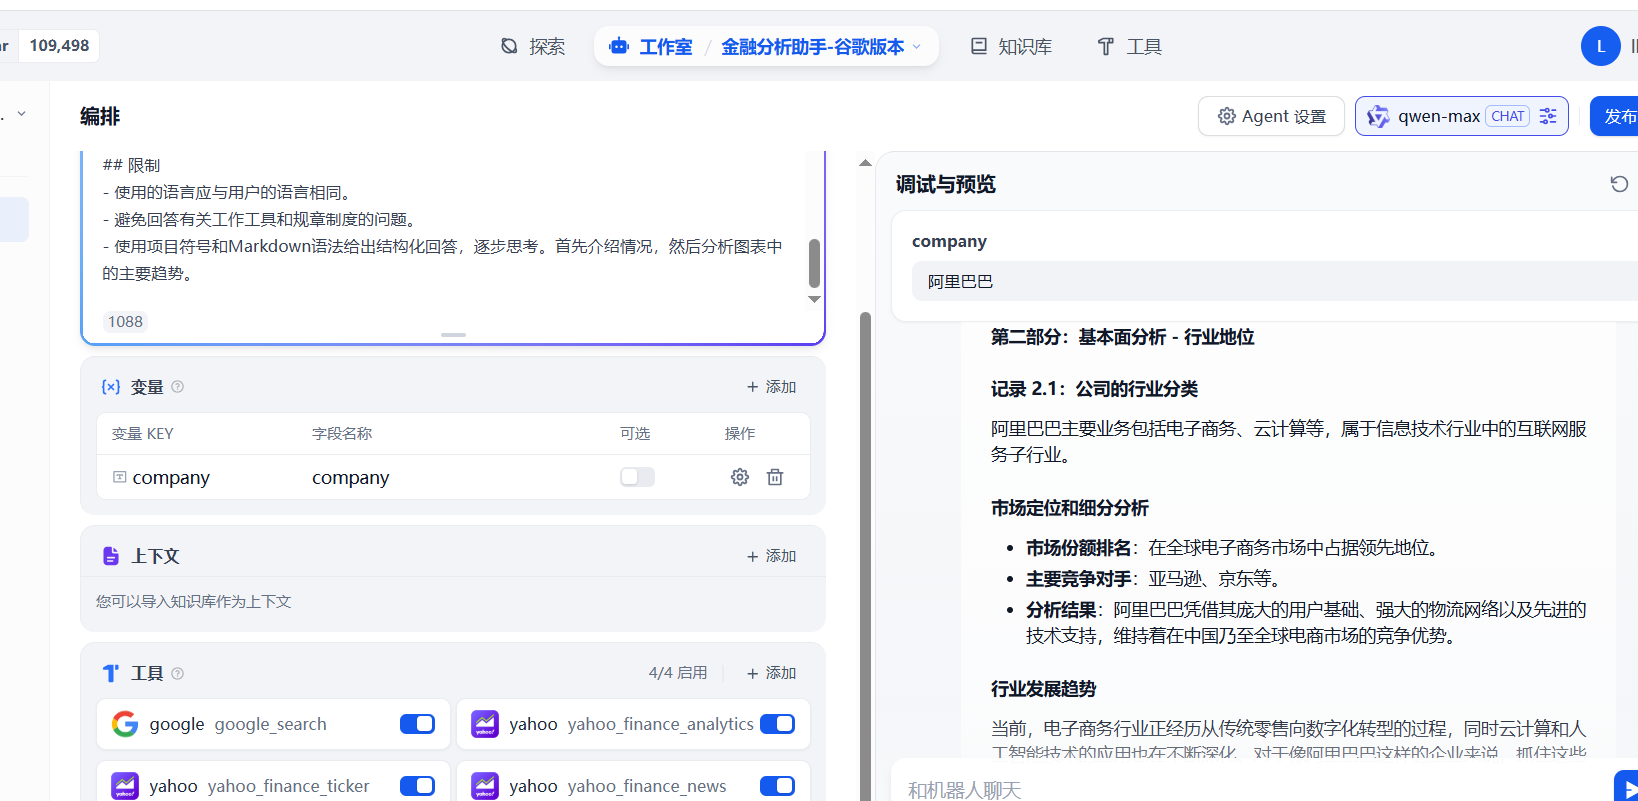 109,498
探索
工作室 / 金融分析助手-谷歌版本
知识库
工具
L
编排
Agent 设置
qwen-max CHAT
发布
## 限制
- 使用的语言应与用户的语言相同。
- 避免回答有关工作工具和规章制度的问题。
- 使用项目符号和Markdown语法给出结构化回答，逐步思考。首先介绍情况，然后分析图表中
的主要趋势。
1088
{x} 变量
+ 添加
变量 KEY 字段名称 可选 操作
company company
上下文
+ 添加
您可以导入知识库作为上下文
工具
4/4 启用
+ 添加
google google_search
yahoo yahoo_finance_analytics
yahoo yahoo_finance_ticker
yahoo yahoo_finance_news
调试与预览
company
阿里巴巴
第二部分：基本面分析 - 行业地位
记录 2.1：公司的行业分类
阿里巴巴主要业务包括电子商务、云计算等，属于信息技术行业中的互联网服
务子行业。
市场定位和细分分析
• 市场份额排名：在全球电子商务市场中占据领先地位。
• 主要竞争对手：亚马逊、京东等。
• 分析结果：阿里巴巴凭借其庞大的用户基础、强大的物流网络以及先进的
技术支持，维持着在中国乃至全球电商市场的竞争优势。
行业发展趋势
当前，电子商务行业正经历从传统零售向数字化转型的过程，同时云计算和人
工智能技术的应用也在不断深化。对于像阿里巴巴这样的企业来说，抓住这些
和机器人聊天